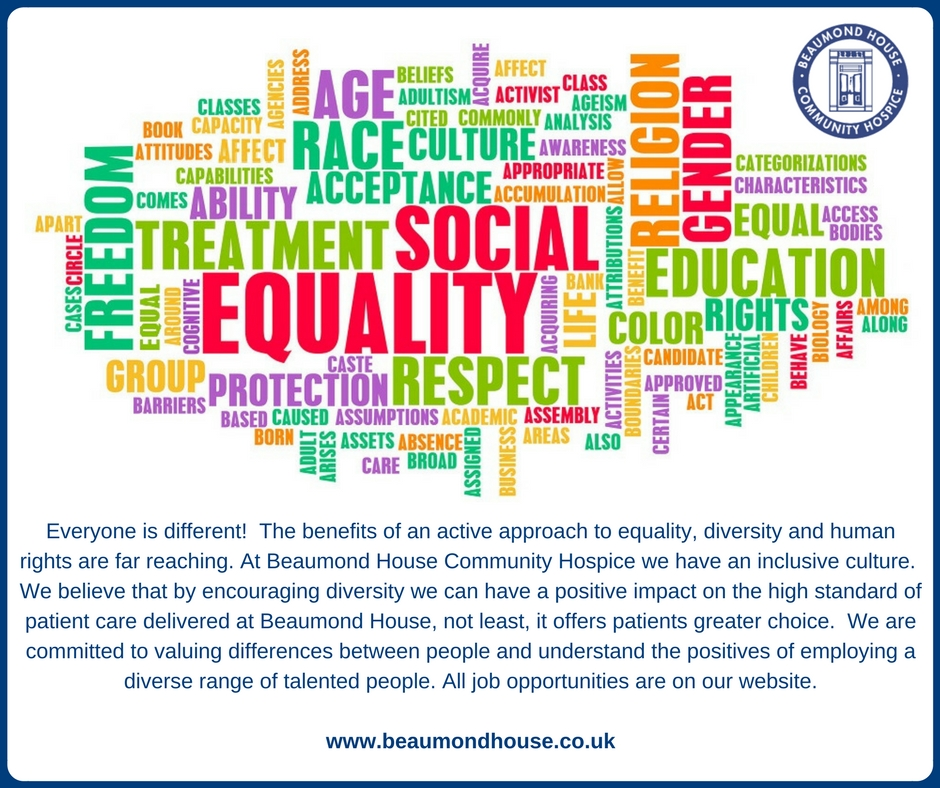 BEAUMOND HOUSE
COMMUNITY HOSPICE
AGENCIES
ADDRESS
AGE
BELIEFS
ADULTISM
ACQUIRE
AFFECT
ACTIVIST
CLASS
AGEISM
CLASSES
CAPACITY
CITED
COMMONLY
ANALYSIS
BOOK
ATTITUDES
AFFECT
RACE
CULTURE
AWARENESS
RELIGION
GENDER
CAPABILITIES
ACCEPTANCE
APPROPRIATE
ACCUMULATION
ALLOW
CATEGORIZATIONS
CHARACTERISTICS
COMES
ABILITY
FREEDOM
APART
CIRCLE
CASES
TREATMENT
SOCIAL
ATTRIBUTIONS
BENEFIT
EQUAL
ACCESS
BODIES
EDUCATION
EQUAL
AROUND
COGNITIVE
EQUALITY
ACQUIRING
LIFE
BANK
COLOR
RIGHTS
BIOLOGY
AFFAIRS
AMONG
ALONG
GROUP
BARRIERS
PROTECTION
CASTE
RESPECT
ACTIVITIES
BOUNDARIES
CANDIDATE
APPROVED
ACT
CERTAIN
APPEARANCE
ARTIFICIAL
CHILDREN
BEHAVE
BASED
CAUSED
ASSUMPTIONS
ACADEMIC
ASSEMBLY
BORN
ADULT
ARISES
ASSETS
ABSENCE
CARE
BROAD
ASSIGNED
BUSINESS
AREAS
ALSO
Everyone is different!  The benefits of an active approach to equality, diversity and human
rights are far reaching. At Beaumond House Community Hospice we have an inclusive culture.
We believe that by encouraging diversity we can have a positive impact on the high standard of
patient care delivered at Beaumond House, not least, it offers patients greater choice.  We are
committed to valuing differences between people and understand the positives of employing a
diverse range of talented people. All job opportunities are on our website.
www.beaumondhouse.co.uk